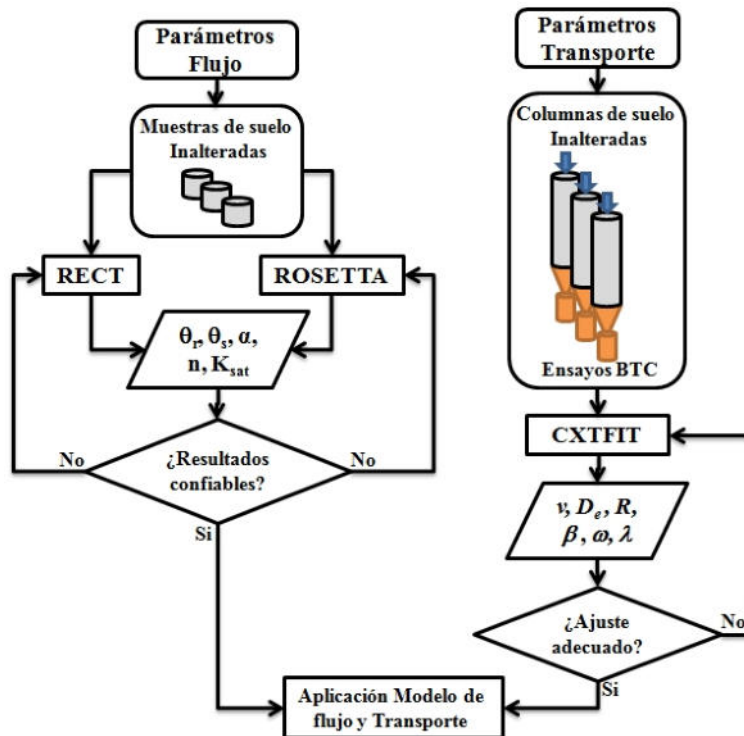 Parámetros
Flujo
Muestras de suelo
Inalteradas
RECT
ROSETTA
θr, θs, α,
n, Ksat
No
¿Resultados
confiables?
No
Si
Parámetros
Transporte
Columnas de suelo
Inalteradas
Ensayos BTC
CXTFIT
v, De, R,
β, ω, λ
¿Ajuste
adecuado?
No
Si
Aplicación Modelo de
flujo y Transporte